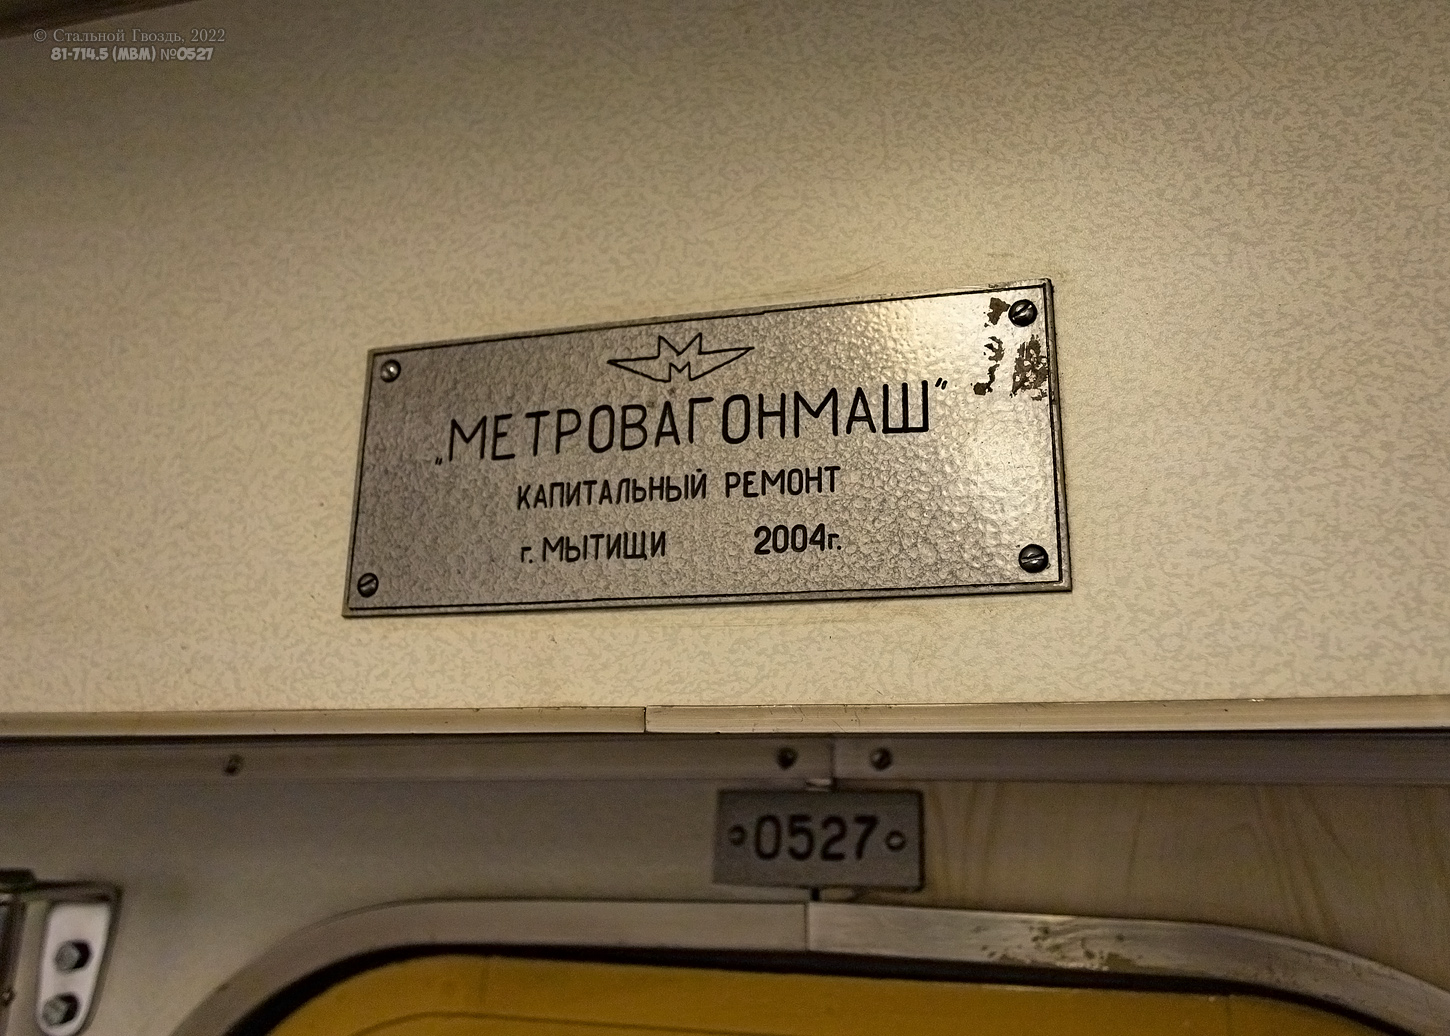 © Стальной Гвоздь, 2022
81-714.5 (МВМ) №0527
М
„МЕТРОВАГОНМАШ“
КАПИТАЛЬНЫЙ РЕМОНТ
г. МЫТИЩИ 2004г.
0527